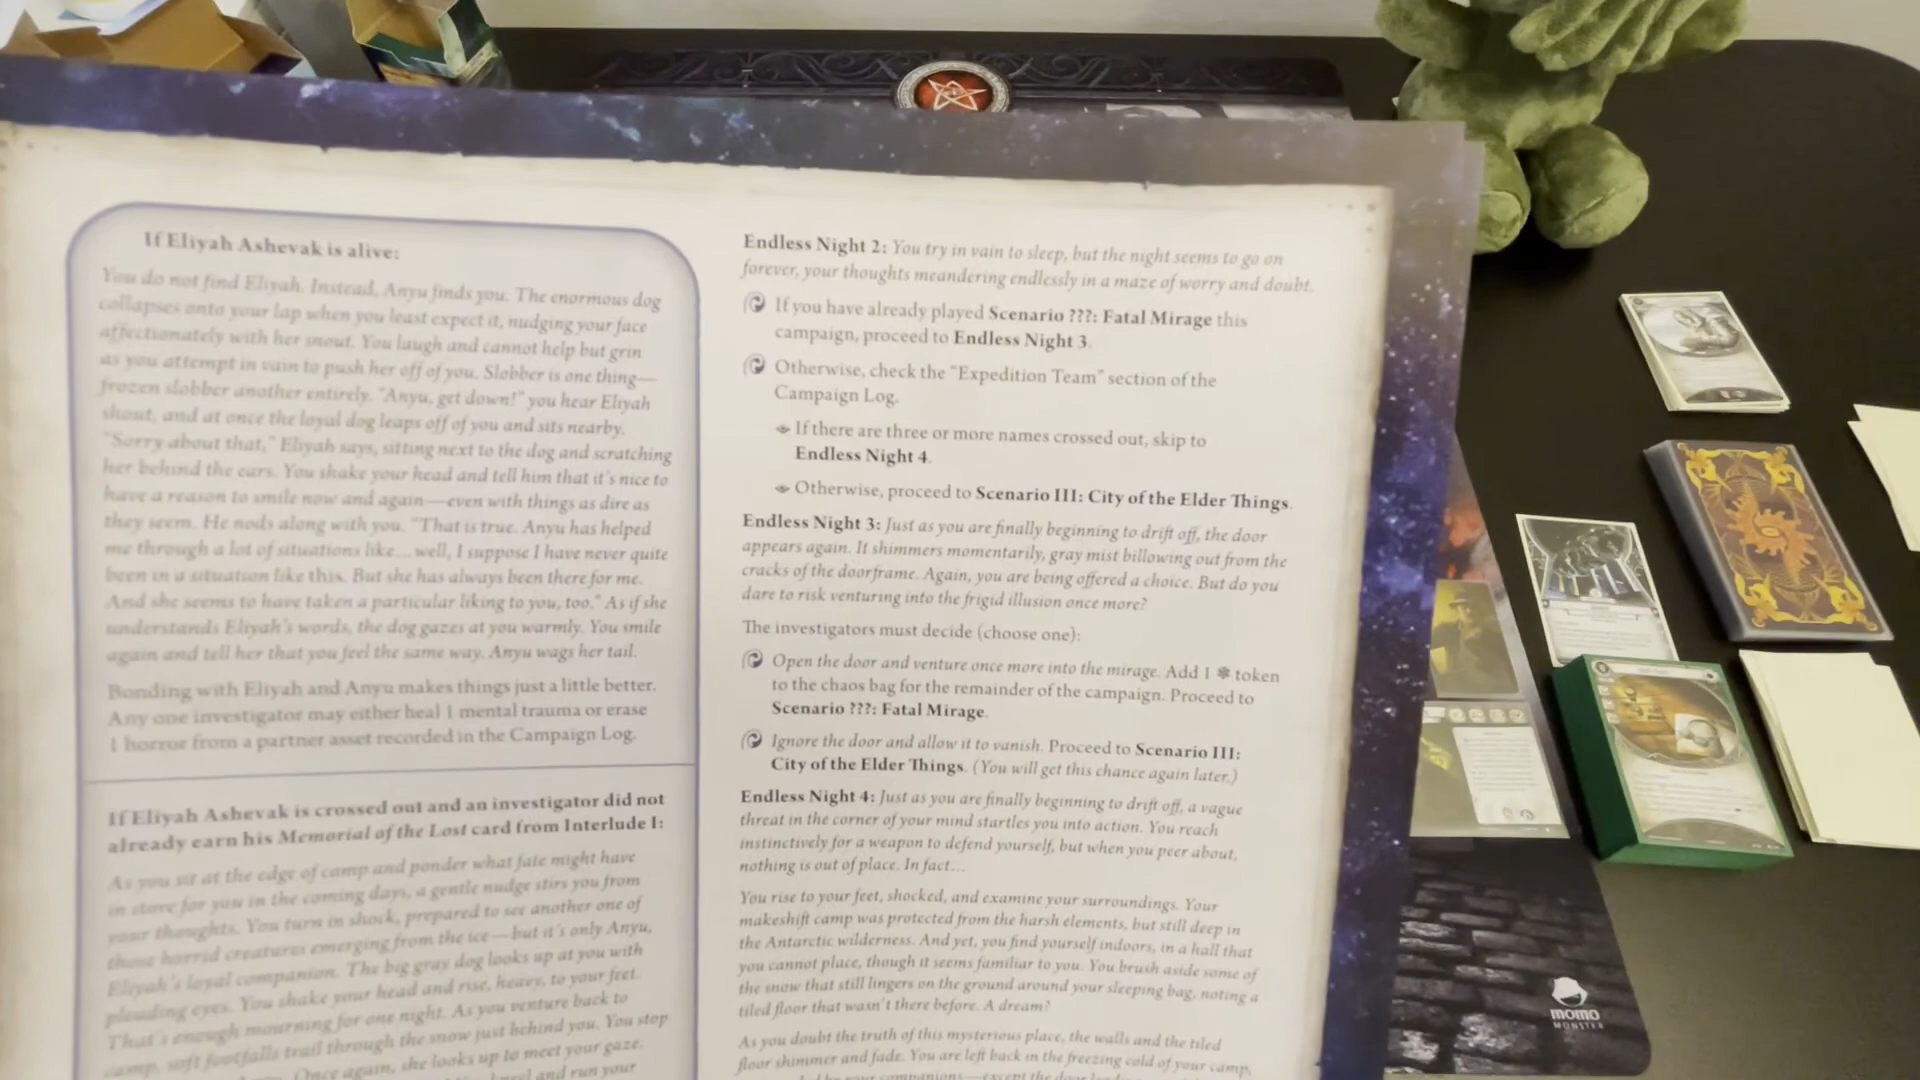 If Eliyah Ashevak is alive:
You do not find Eliyah. Instead, Anyu finds you. The enormous dog
collapses onto your lap when you least expect it, nudging your face
affectionately with her snout. You laugh and cannot help but grin
as you attempt in vain to push her off of you. Slobber is one thing—
frozen slobber another entirely. "Anyu, get down!" you hear Eliyah
shout, and at once the loyal dog leaps off of you and sits nearby.
"Sorry about that," Eliyah says, sitting next to the dog and scratching
her behind the ears. You shake your head and tell him that it's nice to
have a reason to smile now and again—even with things as dire as
they seem. He nods along with you. "That is true. Anyu has helped
me through a lot of situations like... well, I suppose I have never quite
been in a situation like this. But she has always been there for me.
And she seems to have taken a particular liking to you, too." As if she
understands Eliyah's words, the dog gazes at you warmly. You smile
again and tell her that you feel the same way. Anyu wags her tail.
Bonding with Eliyah and Anyu makes things just a little better.
Any one investigator may either heal 1 mental trauma or erase
1 horror from a partner asset recorded in the Campaign Log.
If Eliyah Ashevak is crossed out and an investigator did not
already earn his Memorial of the Lost card from Interlude I:
As you sit at the edge of camp and ponder what fate might have
in store for you in the coming days, a gentle nudge stirs you from
your thoughts. You turn in shock, prepared to see another one of
those horrid creatures emerging from the ice—but it's only Anyu,
Eliyah's loyal companion. The big gray dog looks up at you with
pleading eyes. You shake your head and rise, heavy, to your feet.
That's enough mourning for one night. As you venture back to
camp, soft footfalls trail through the snow just behind you. You stop
Once again, she looks up to meet your gaze.
and run your
Endless Night 2: You try in vain to sleep, but the night seems to go on
forever, your thoughts meandering endlessly in a maze of worry and doubt.
If you have already played Scenario ???: Fatal Mirage this
campaign, proceed to Endless Night 3.
Otherwise, check the "Expedition Team" section of the
Campaign Log.
If there are three or more names crossed out, skip to
Endless Night 4.
Otherwise, proceed to Scenario III: City of the Elder Things.
Endless Night 3: Just as you are finally beginning to drift off, the door
appears again. It shimmers momentarily, gray mist billowing out from the
cracks of the doorframe. Again, you are being offered a choice. But do you
dare to risk venturing into the frigid illusion once more?
The investigators must decide (choose one):
Open the door and venture once more into the mirage. Add 1 ❄ token
to the chaos bag for the remainder of the campaign. Proceed to
Scenario ???: Fatal Mirage.
Ignore the door and allow it to vanish. Proceed to Scenario III:
City of the Elder Things. (You will get this chance again later.)
Endless Night 4: Just as you are finally beginning to drift off, a vague
threat in the corner of your mind startles you into action. You reach
instinctively for a weapon to defend yourself, but when you peer about,
nothing is out of place. In fact...
You rise to your feet, shocked, and examine your surroundings. Your
makeshift camp was protected from the harsh elements, but still deep in
the Antarctic wilderness. And yet, you find yourself indoors, in a hall that
you cannot place, though it seems familiar to you. You brush aside some of
the snow that still lingers on the ground around your sleeping bag, noting a
tiled floor that wasn't there before. A dream?
As you doubt the truth of this mysterious place, the walls and the tiled
floor shimmer and fade. You are left back in the freezing cold of your camp,
MOMO
MONSTER